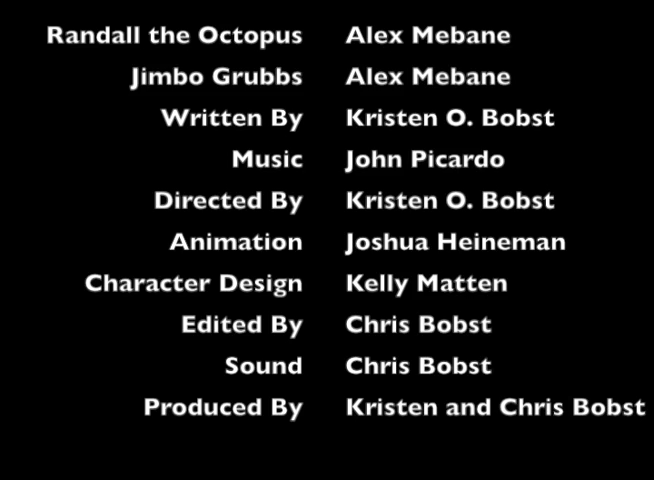 Randall the Octopus Alex Mebane
Jimbo Grubbs Alex Mebane
Written By Kristen O. Bobst
Music John Picardo
Directed By Kristen O. Bobst
Animation Joshua Heineman
Character Design Kelly Matten
Edited By Chris Bobst
Sound Chris Bobst
Produced By Kristen and Chris Bobst